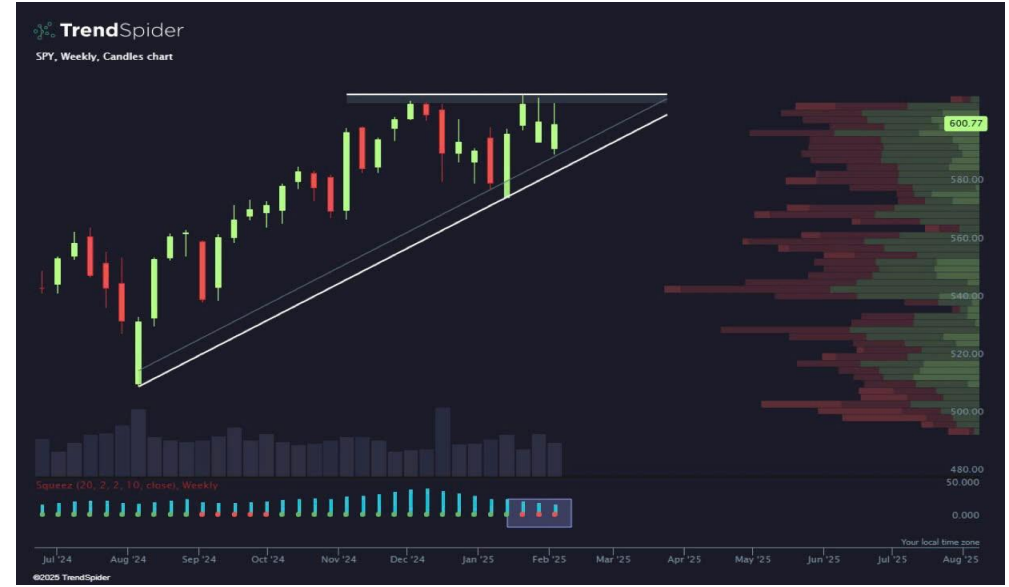 TrendSpider
SPY, Weekly, Candles chart
600.77
580.00
560.00
540.00
520.00
500.00
480.00
Squeez (20, 2, 2, 10, close), Weekly
50.000
0.000
Your local time zone
Jul '24 Aug '24 Sep '24 Oct '24 Nov '24 Dec '24 Jan '25 Feb '25 Mar '25 Apr '25 May '25 Jun '25 Jul '25 Aug '25
©2025 TrendSpider